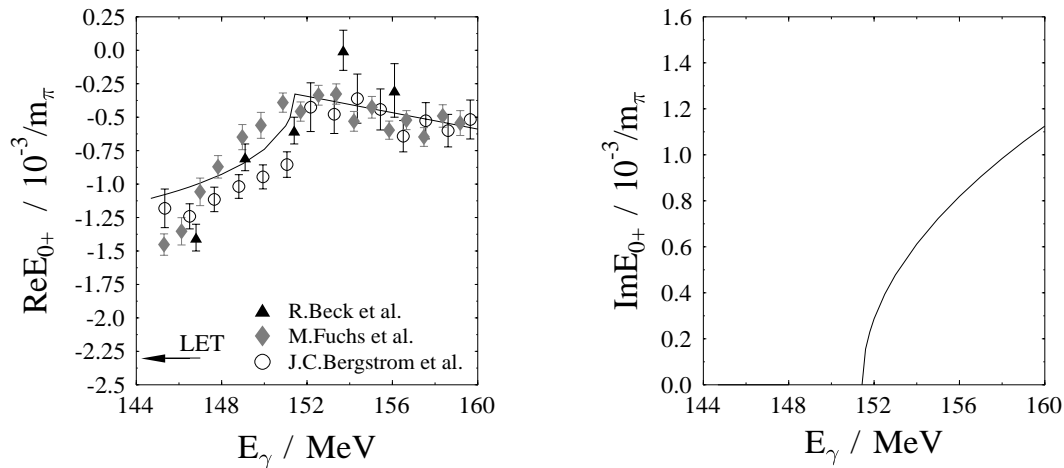 0.25
0.0
-0.25
-0.5
-0.75
-1.0
-1.25
-1.5
-1.75
-2.0
-2.25
-2.5
ReE0+ / 10-3/mπ
R.Beck et al.
M.Fuchs et al.
LET
J.C.Bergstrom et al.
144 148 152 156 160
Eγ / MeV
1.6
1.4
1.2
1.0
0.8
0.6
0.4
0.2
0.0
ImE0+ / 10-3/mπ
144 148 152 156 160
Eγ / MeV